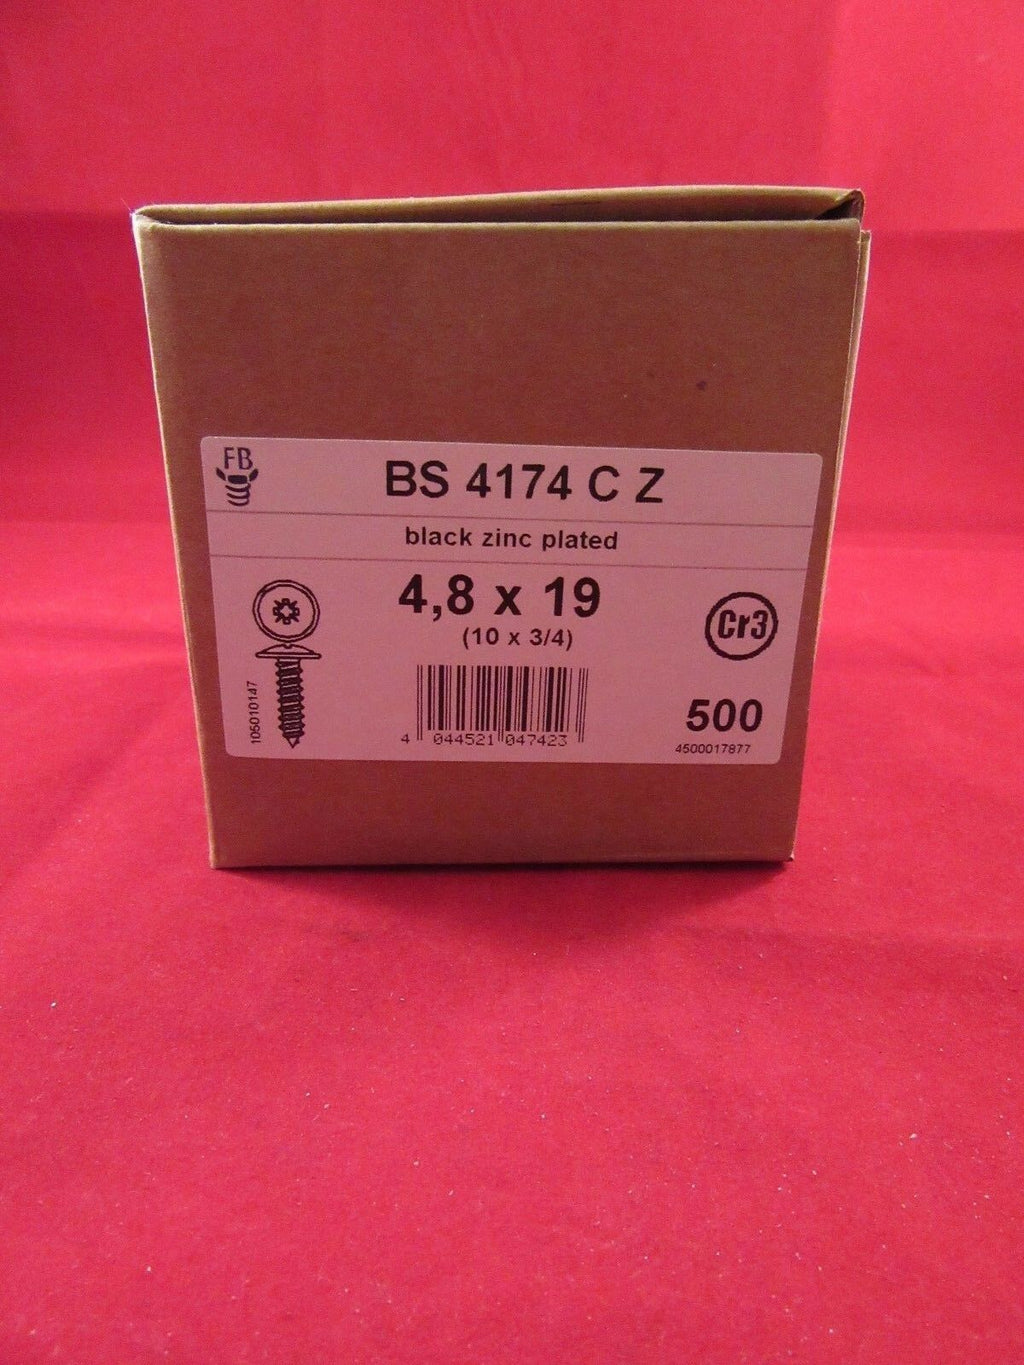 FB
BS 4174 C Z
black zinc plated
4,8 x 19
(10 x 3/4)
Cr3
105010147
4 044521 047423
500
4500017877